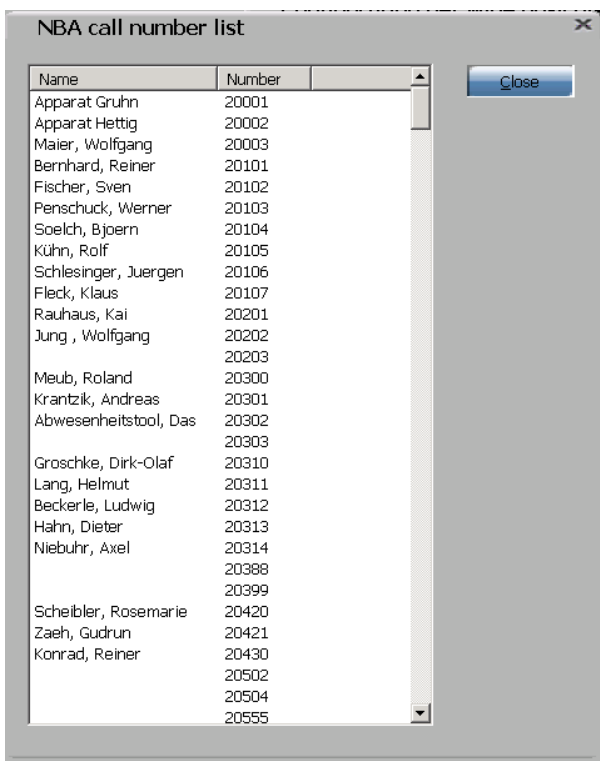 NBA call number list
Name Number
Close
Apparat Gruhn 20001
Apparat Hettig 20002
Maier, Wolfgang 20003
Bernhard, Reiner 20101
Fischer, Sven 20102
Penschuck, Werner 20103
Soelch, Bjoern 20104
Kühn, Rolf 20105
Schlesinger, Juergen 20106
Fleck, Klaus 20107
Rauhaus, Kai 20201
Jung , Wolfgang 20202
20203
Meub, Roland 20300
Krantzik, Andreas 20301
Abwesenheitstool, Das 20302
20303
Groschke, Dirk-Olaf 20310
Lang, Helmut 20311
Beckerle, Ludwig 20312
Hahn, Dieter 20313
Niebuhr, Axel 20314
20388
20399
Scheibler, Rosemarie 20420
Zaeh, Gudrun 20421
Konrad, Reiner 20430
20502
20504
20555